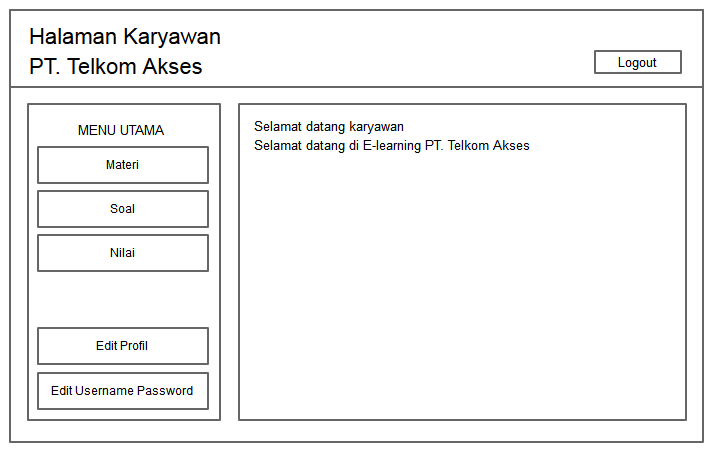 Halaman Karyawan
PT. Telkom Akses
Logout
MENU UTAMA
Materi
Soal
Nilai
Edit Profil
Edit Username Password
Selamat datang karyawan
Selamat datang di E-learning PT. Telkom Akses